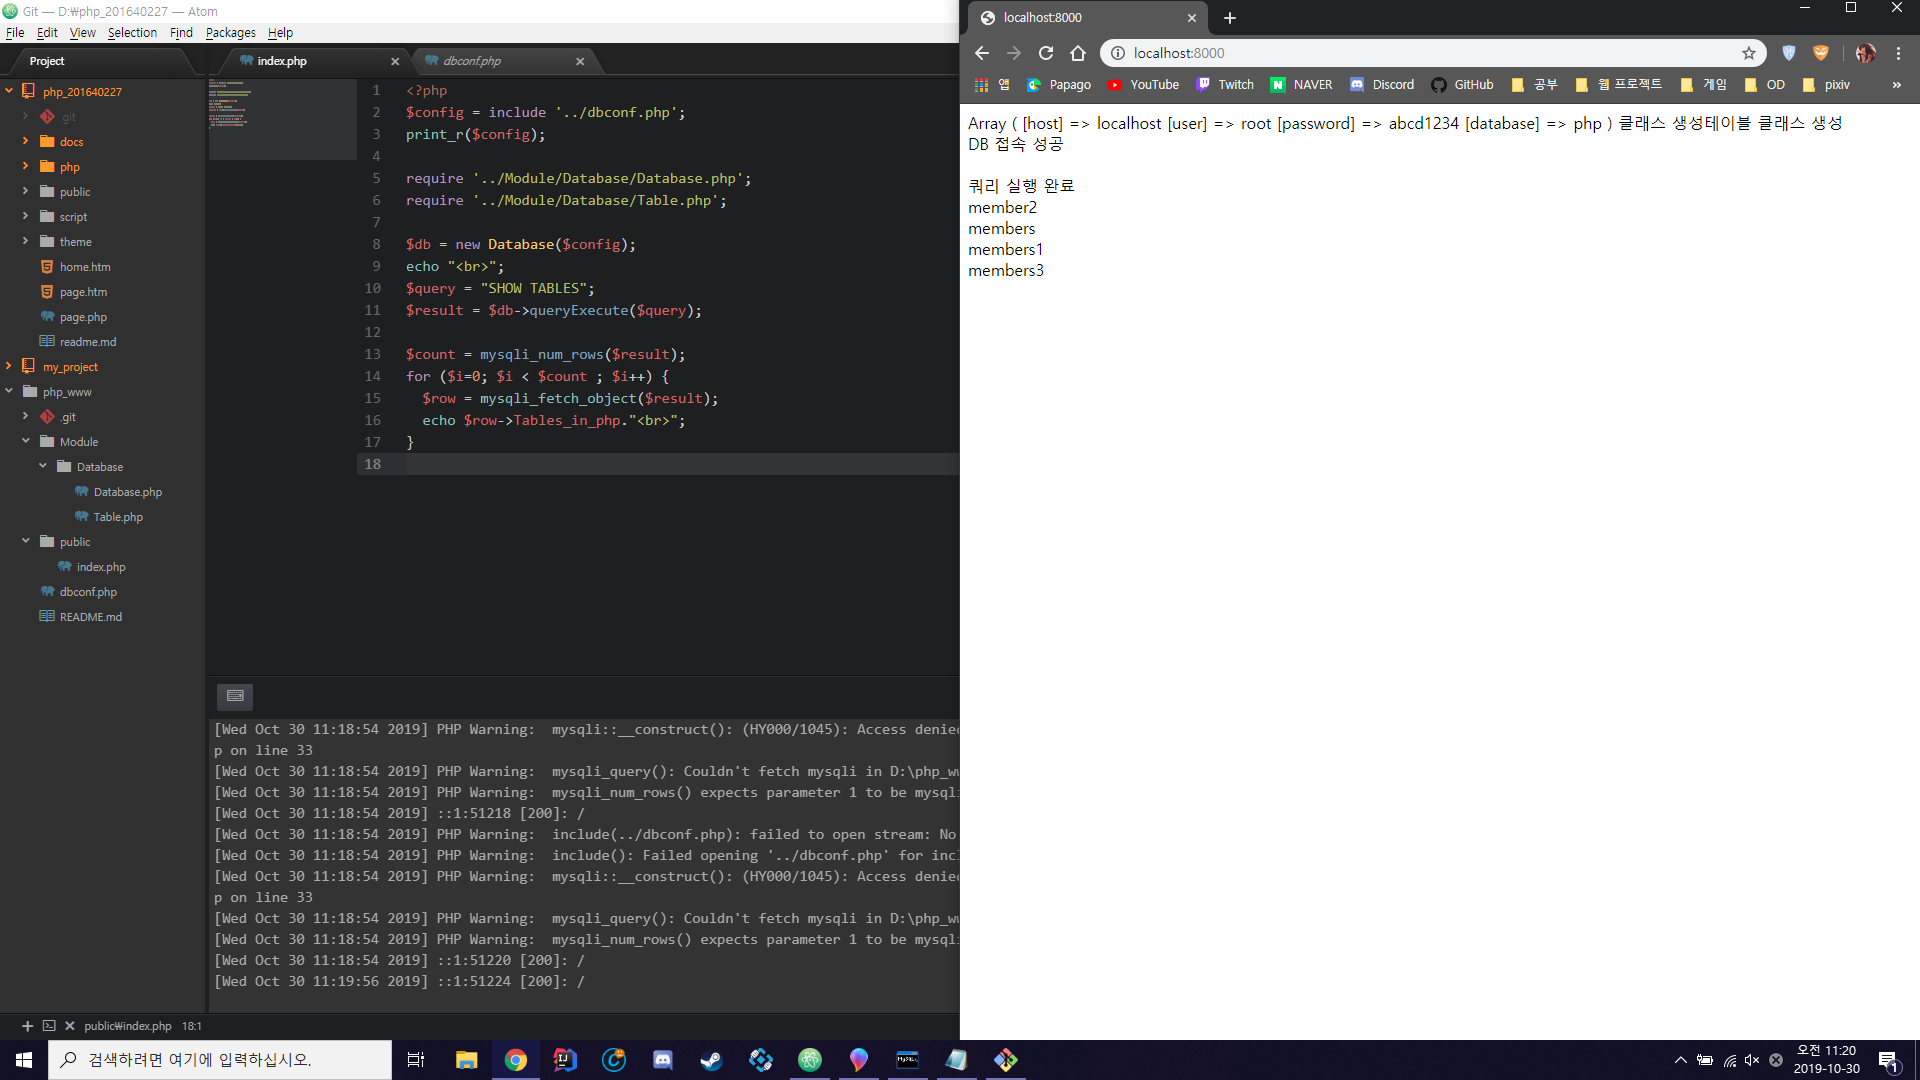 Git — D:₩php_201640227 — Atom
File Edit View Selection Find Packages Help
Project
php_201640227
.git
docs
php
public
script
theme
home.htm
page.htm
page.php
readme.md
my_project
php_www
.git
Module
Database
Database.php
Table.php
public
index.php
dbconf.php
README.md
index.php
dbconf.php
1 <?php
2 $config = include '../dbconf.php';
3 print_r($config);
4
5 require '../Module/Database/Database.php';
6 require '../Module/Database/Table.php';
7
8 $db = new Database($config);
9 echo "<br>";
10 $query = "SHOW TABLES";
11 $result = $db->queryExecute($query);
12
13 $count = mysqli_num_rows($result);
14 for ($i=0; $i < $count ; $i++) {
15 $row = mysqli_fetch_object($result);
16 echo $row->Tables_in_php."<br>";
17 }
18
[Wed Oct 30 11:18:54 2019] PHP Warning:  mysqli::__construct(): (HY000/1045): Access denied
p on line 33
[Wed Oct 30 11:18:54 2019] PHP Warning:  mysqli_query(): Couldn't fetch mysqli in D:\php_w
[Wed Oct 30 11:18:54 2019] PHP Warning:  mysqli_num_rows() expects parameter 1 to be mysqli
[Wed Oct 30 11:18:54 2019] ::1:51218 [200]: /
[Wed Oct 30 11:18:54 2019] PHP Warning:  include(../dbconf.php): failed to open stream: No
[Wed Oct 30 11:18:54 2019] PHP Warning:  include(): Failed opening '../dbconf.php' for inc
[Wed Oct 30 11:18:54 2019] PHP Warning:  mysqli::__construct(): (HY000/1045): Access denied
p on line 33
[Wed Oct 30 11:18:54 2019] PHP Warning:  mysqli_query(): Couldn't fetch mysqli in D:\php_w
[Wed Oct 30 11:18:54 2019] PHP Warning:  mysqli_num_rows() expects parameter 1 to be mysqli
[Wed Oct 30 11:18:54 2019] ::1:51220 [200]: /
[Wed Oct 30 11:19:56 2019] ::1:51224 [200]: /
public₩index.php 18:1
localhost:8000
localhost:8000
앱 Papago YouTube Twitch NAVER Discord GitHub 공부 웹 프로젝트 게임 OD pixiv »
Array ( [host] => localhost [user] => root [password] => abcd1234 [database] => php ) 클래스 생성테이블 클래스 생성
DB 접속 성공
쿼리 실행 완료
member2
members
members1
members3
검색하려면 여기에 입력하십시오.
MySQL
오전 11:20
2019-10-30
1